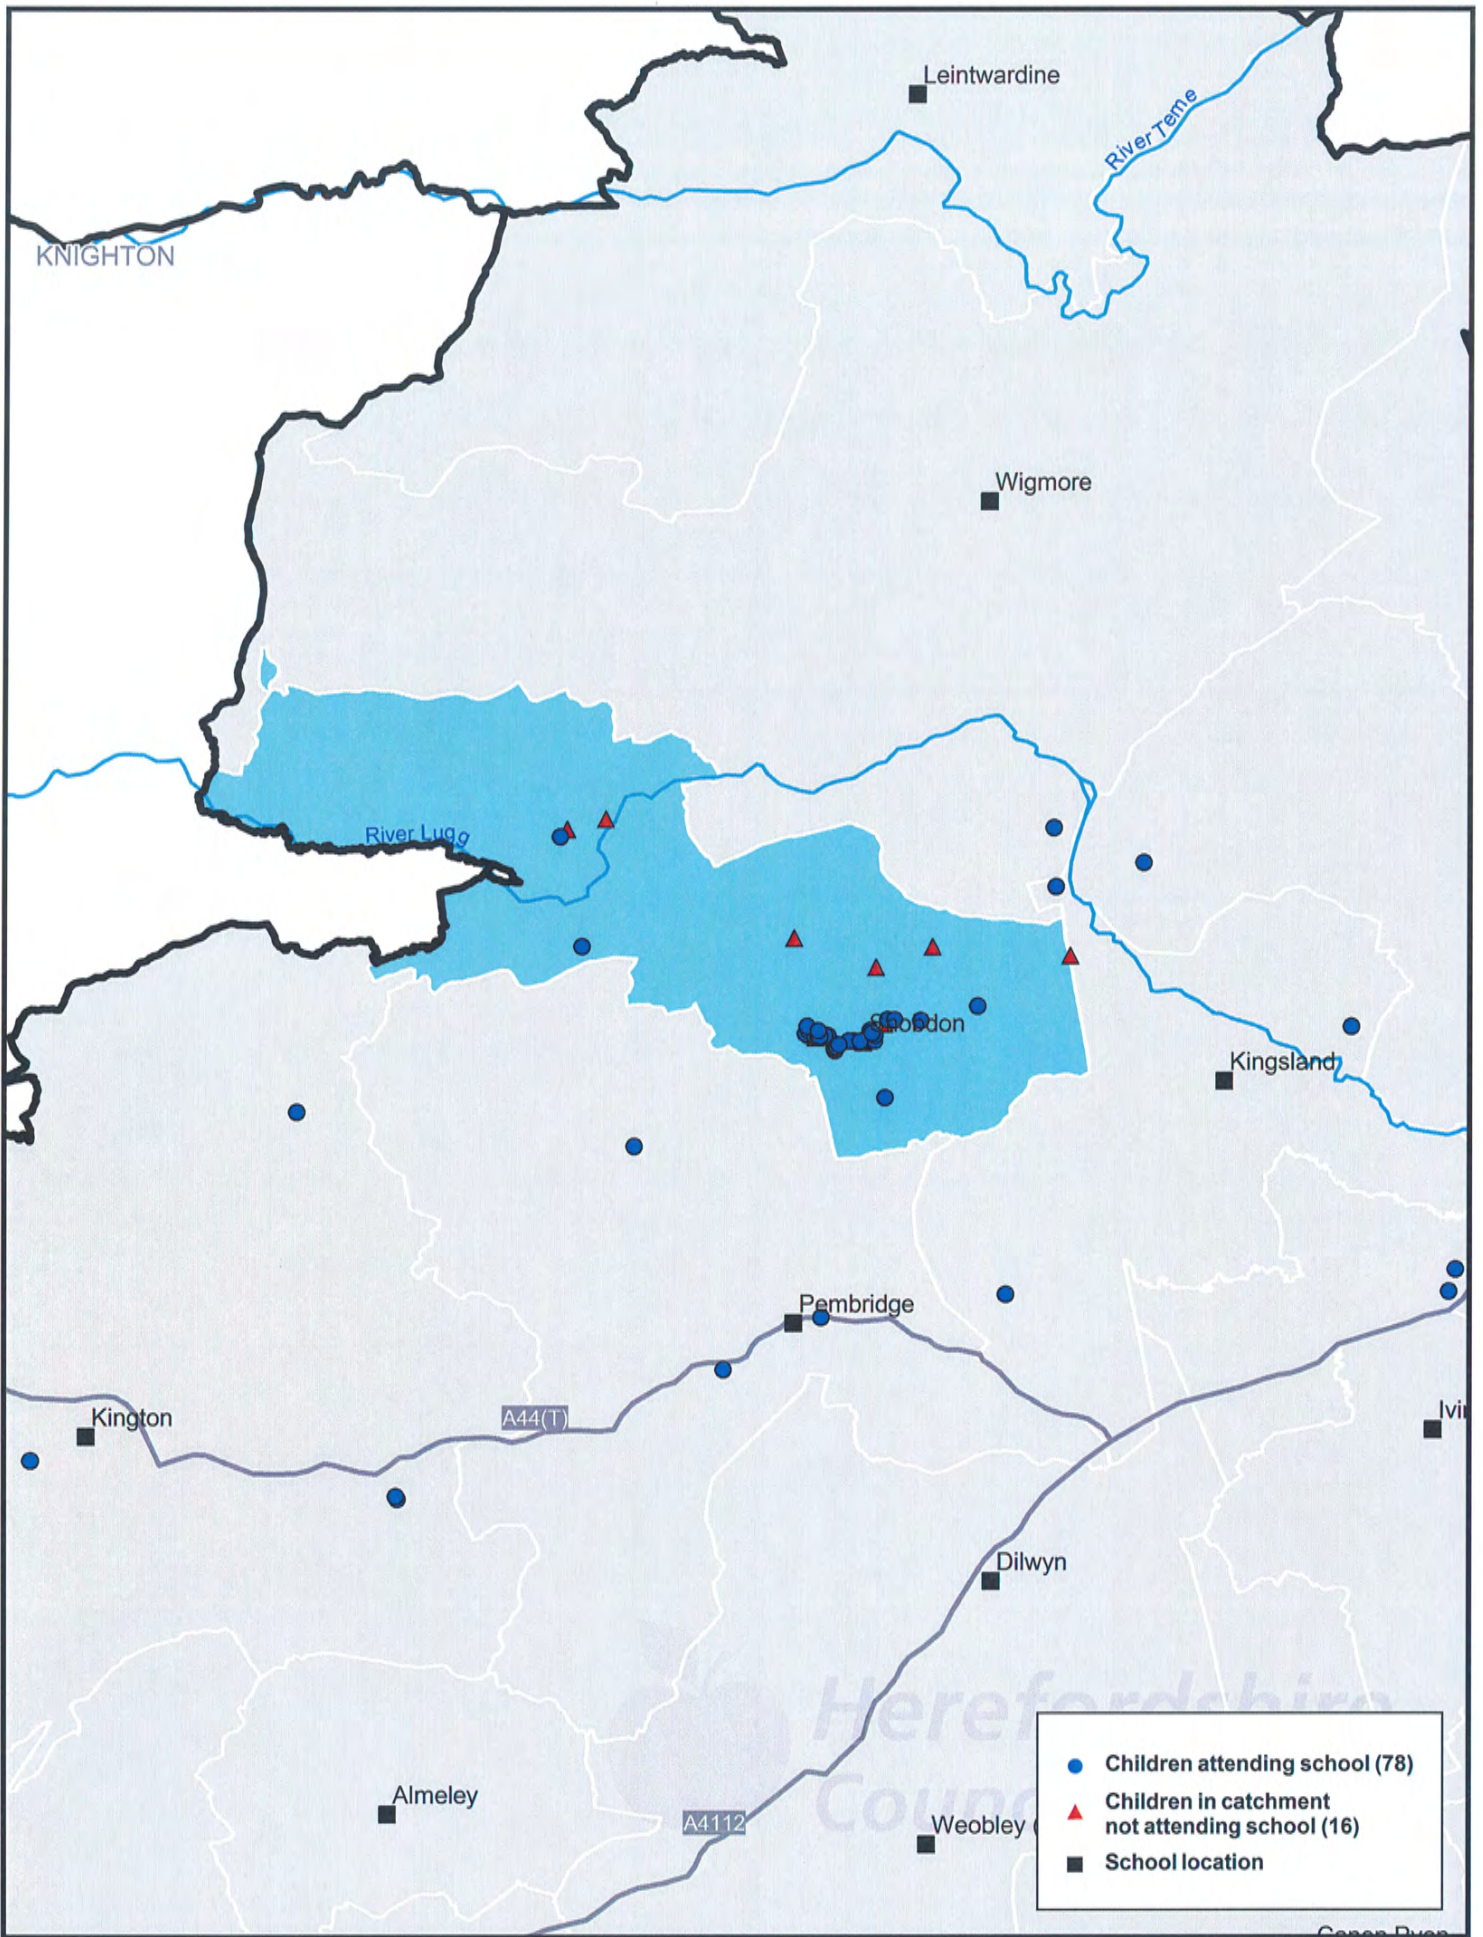 Leintwardine
River Teme
KNIGHTON
Wigmore
River Lugg
Shobdon
Kingsland
Pembridge
A44(T)
Kington
Ivi
Dilwyn
Herefordshire
Almeley
A4112
Weobley (
Children attending school (78)
Children in catchment
not attending school (16)
School location